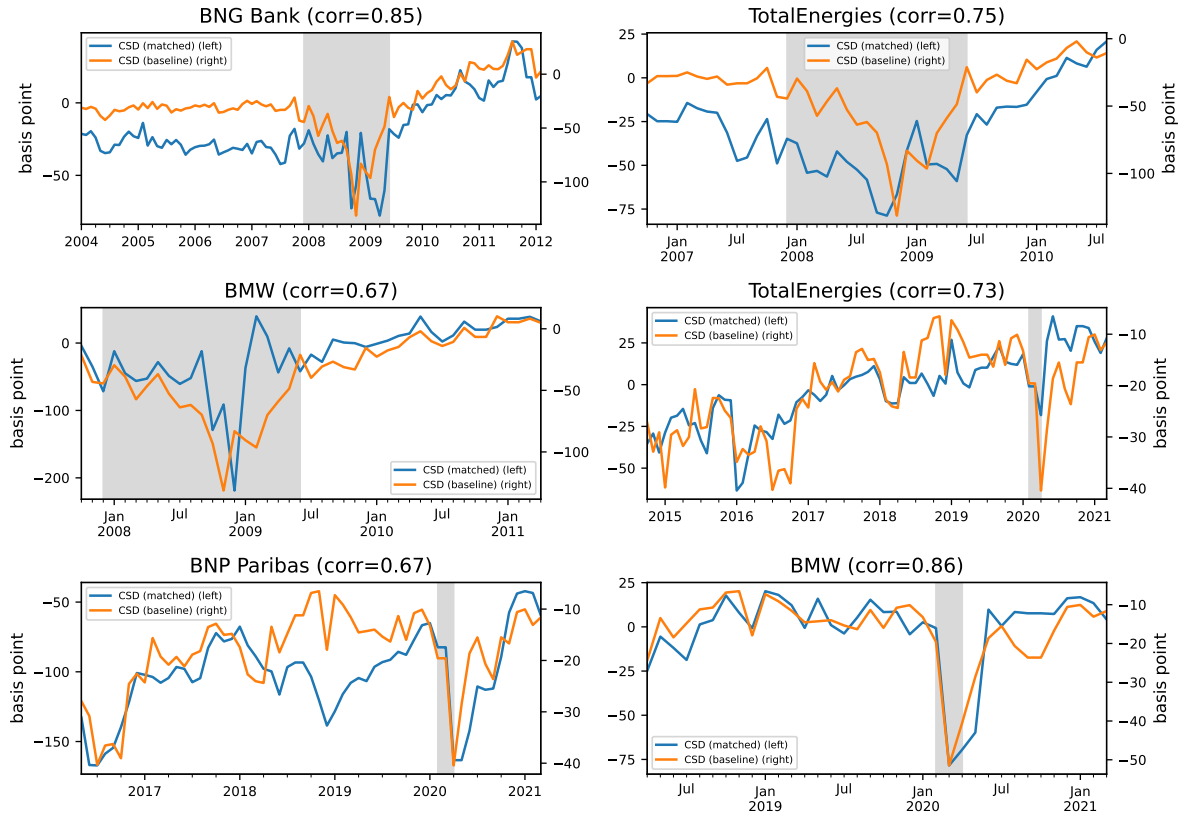 BNG Bank (corr=0.85)
CSD (matched) (left)
CSD (baseline) (right)
basis point
0
−50
0
−50
−100
2004 2005 2006 2007 2008 2009 2010 2011 2012
TotalEnergies (corr=0.75)
CSD (matched) (left)
CSD (baseline) (right)
basis point
25
0
−25
−50
−75
0
−50
−100
Jan Jul Jan Jul Jan Jul Jan Jul
2007 2008 2009 2010
BMW (corr=0.67)
CSD (matched) (left)
CSD (baseline) (right)
basis point
0
−100
−200
0
−50
−100
Jan Jul Jan Jul Jan Jul Jan
2008 2009 2010 2011
TotalEnergies (corr=0.73)
CSD (matched) (left)
CSD (baseline) (right)
basis point
25
0
−25
−50
−10
−20
−30
−40
2015 2016 2017 2018 2019 2020 2021
BNP Paribas (corr=0.67)
CSD (matched) (left)
CSD (baseline) (right)
basis point
−50
−100
−150
−10
−20
−30
−40
2017 2018 2019 2020 2021
BMW (corr=0.86)
CSD (matched) (left)
CSD (baseline) (right)
basis point
25
0
−25
−50
−75
−10
−20
−30
−40
−50
Jul Jan Jul Jan Jul Jan
2019 2020 2021